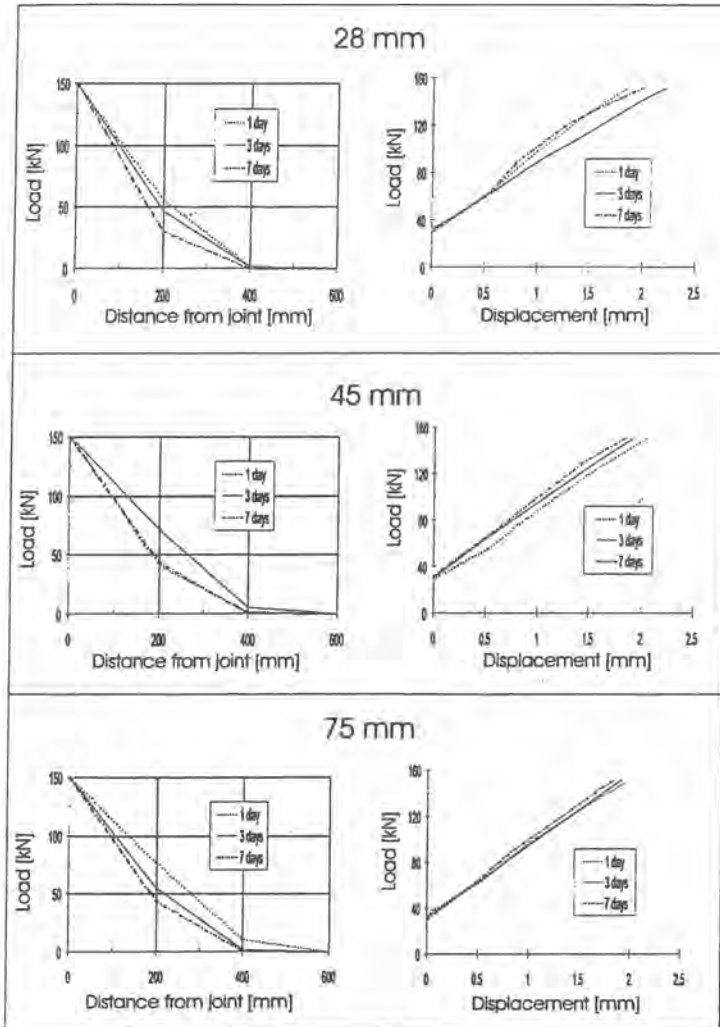 28 mm
150
100
50
0
Load [kN]
1 day
3 days
7 days
0 200 400 600
Distance from joint [mm]
160
120
80
40
0
Load [kN]
1 day
3 days
7 days
0 0.5 1 1.5 2 2.5
Displacement [mm]
45 mm
150
100
50
0
Load [kN]
1 day
3 days
7 days
0 200 400 600
Distance from joint [mm]
160
120
80
40
0
Load [kN]
1 day
3 days
7 days
0 0.5 1 1.5 2 2.5
Displacement [mm]
75 mm
150
100
50
0
Load [kN]
1 day
3 days
7 days
0 200 400 600
Distance from joint [mm]
160
120
80
40
0
Load [kN]
1 day
3 days
7 days
0 0.5 1 1.5 2 2.5
Displacement [mm]